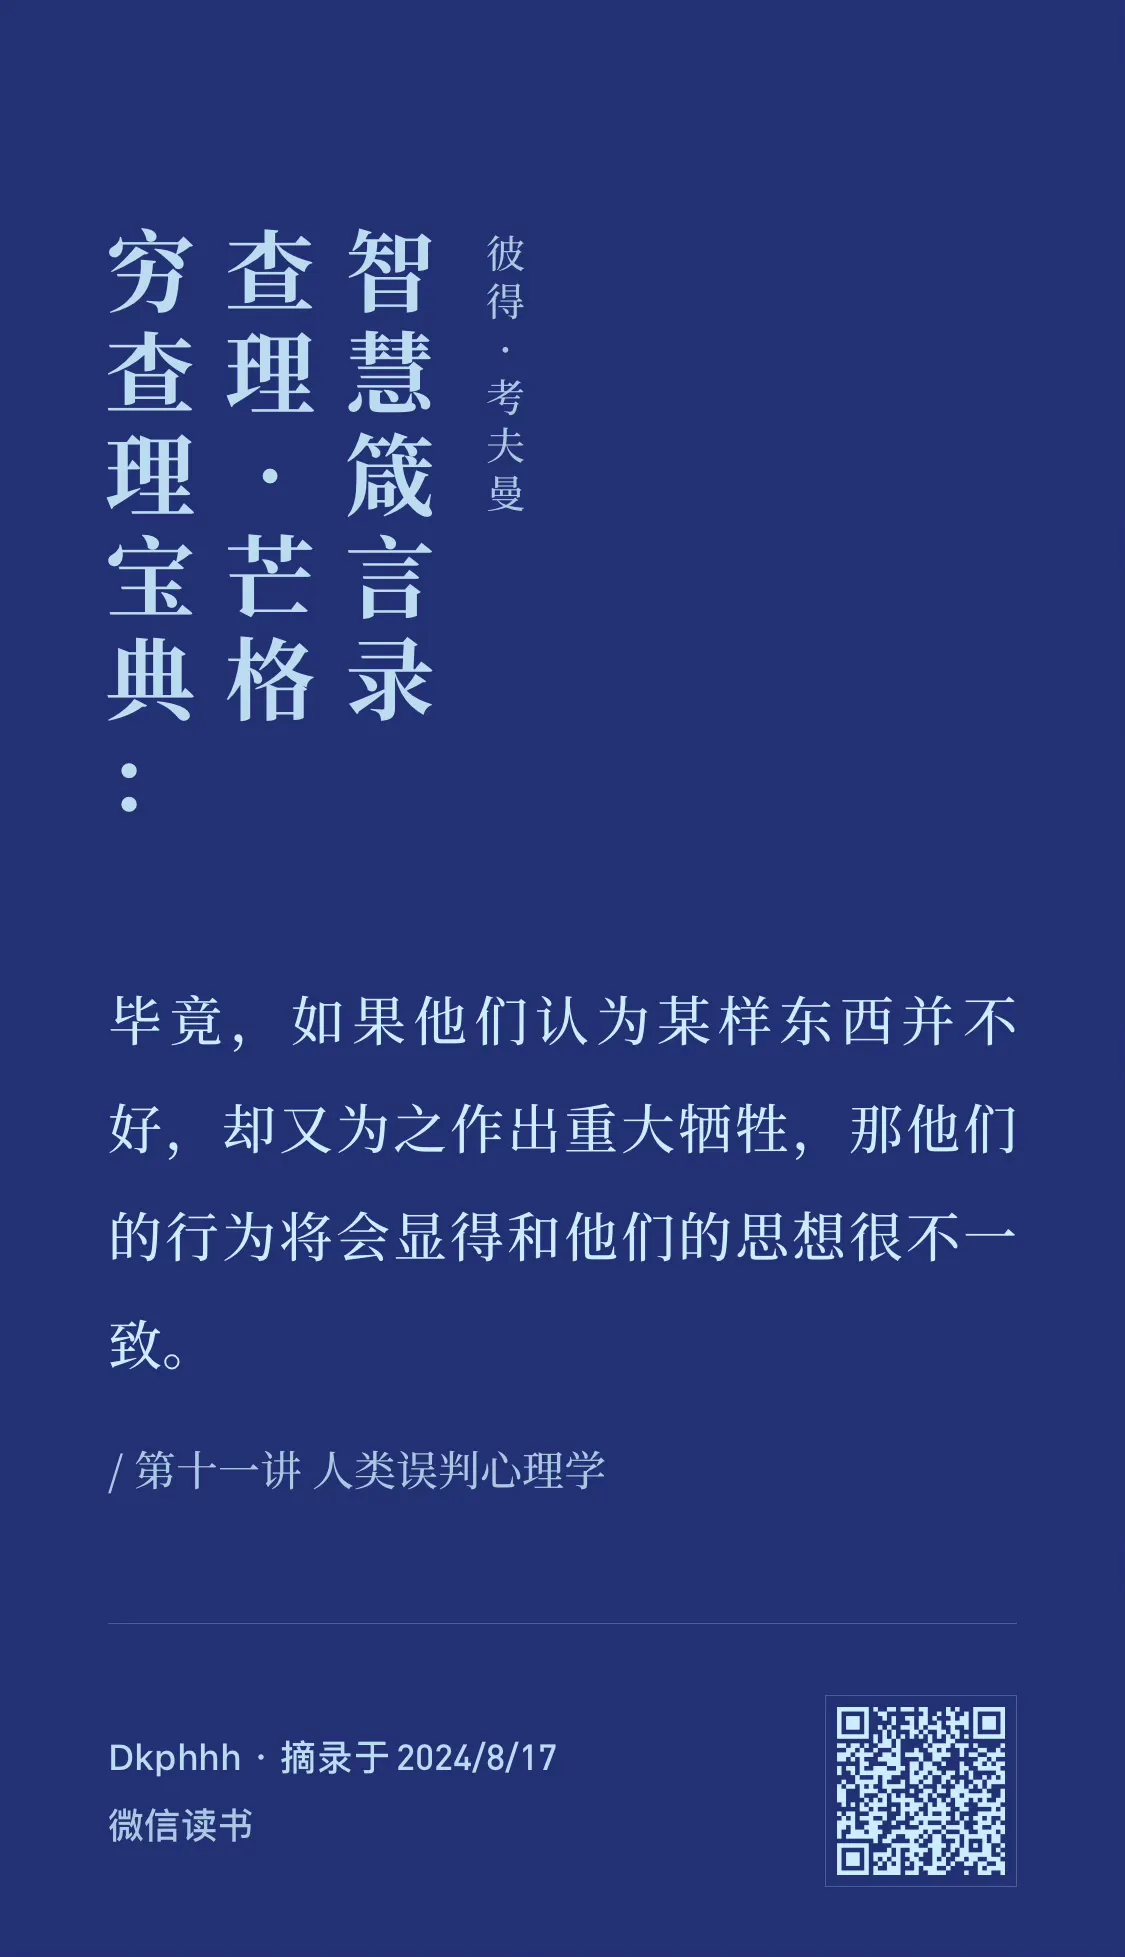 穷查理宝典：
查理·芒格
智慧箴言录
彼得·考夫曼
毕竟，如果他们认为某样东西并不
好，却又为之作出重大牺牲，那他们
的行为将会显得和他们的思想很不一
致。
/ 第十一讲 人类误判心理学
Dkphhh · 摘录于 2024/8/17
微信读书